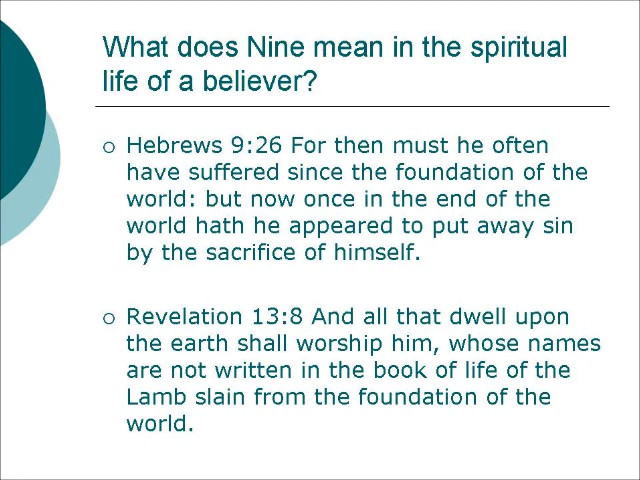 What does Nine mean in the spiritual
life of a believer?
Hebrews 9:26 For then must he often
have suffered since the foundation of the
world: but now once in the end of the
world hath he appeared to put away sin
by the sacrifice of himself.
Revelation 13:8 And all that dwell upon
the earth shall worship him, whose names
are not written in the book of life of the
Lamb slain from the foundation of the
world.